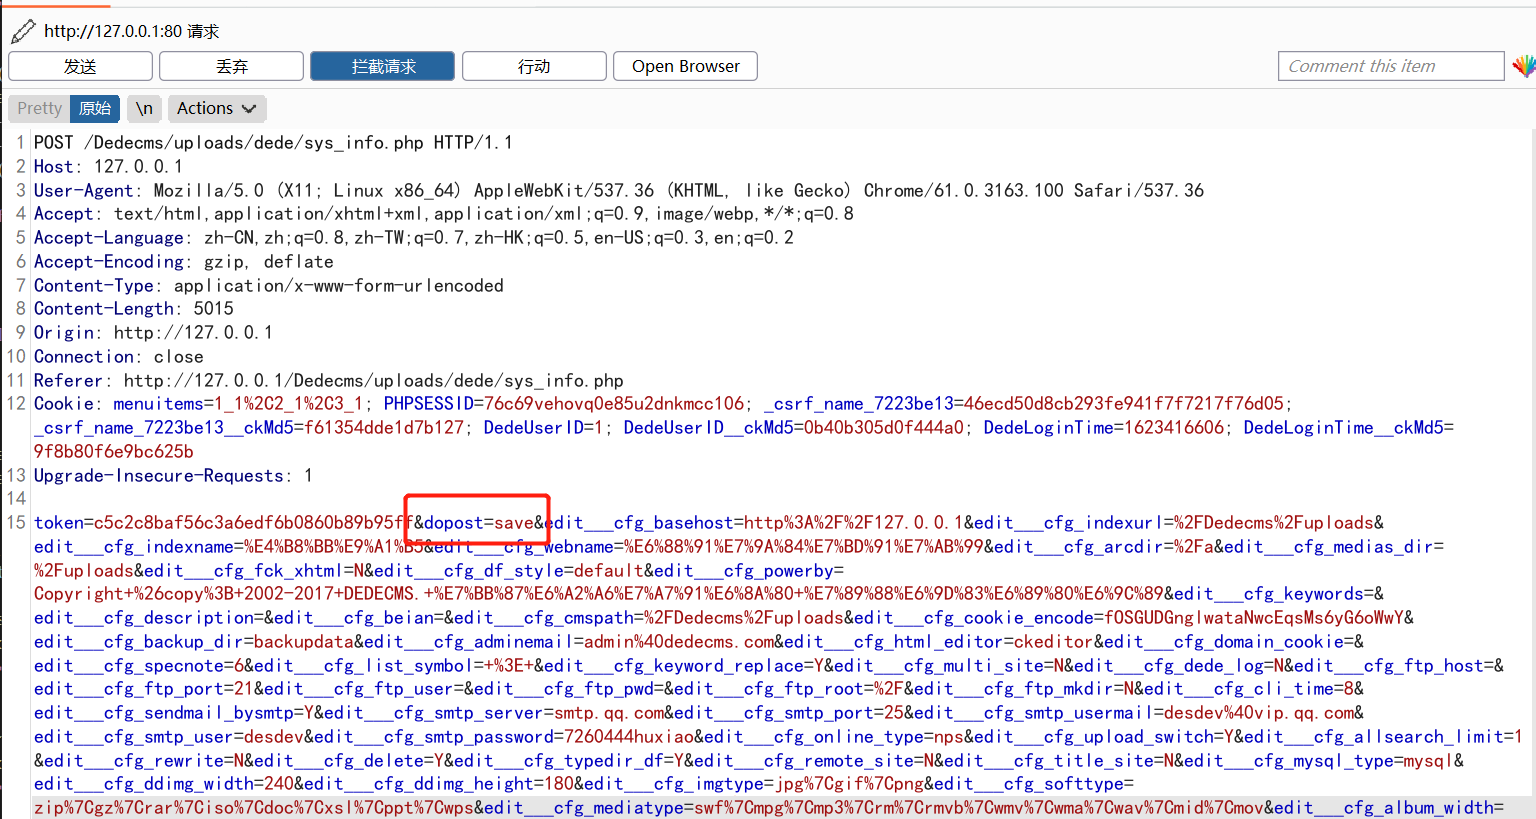 http://127.0.0.1:80 请求
发送 丢弃 拦截请求 行动 Open Browser Comment this item
Pretty 原始 \n Actions
1 POST /Dedecms/uploads/dede/sys_info.php HTTP/1.1
2 Host: 127.0.0.1
3 User-Agent: Mozilla/5.0 (X11; Linux x86_64) AppleWebKit/537.36 (KHTML, like Gecko) Chrome/61.0.3163.100 Safari/537.36
4 Accept: text/html,application/xhtml+xml,application/xml;q=0.9,image/webp,*/*;q=0.8
5 Accept-Language: zh-CN,zh;q=0.8,zh-TW;q=0.7,zh-HK;q=0.5,en-US;q=0.3,en;q=0.2
6 Accept-Encoding: gzip, deflate
7 Content-Type: application/x-www-form-urlencoded
8 Content-Length: 5015
9 Origin: http://127.0.0.1
10 Connection: close
11 Referer: http://127.0.0.1/Dedecms/uploads/dede/sys_info.php
12 Cookie: menuitems=1_1%2C2_1%2C3_1; PHPSESSID=76c69vehovq0e85u2dnkmcc106; _csrf_name_7223be13=46ecd50d8cb293fe941f7f7217f76d05;
_csrf_name_7223be13__ckMd5=f61354dde1d7b127; DedeUserID=1; DedeUserID__ckMd5=0b40b305d0f444a0; DedeLoginTime=1623416606; DedeLoginTime__ckMd5=
9f8b80f6e9bc625b
13 Upgrade-Insecure-Requests: 1
14
15 token=c5c2c8baf56c3a6edf6b0860b89b95ff&dopost=save&edit___cfg_basehost=http%3A%2F%2F127.0.0.1&edit___cfg_indexurl=%2FDedecms%2Fuploads&
edit___cfg_indexname=%E4%B8%BB%E9%A1%B5&edit___cfg_webname=%E6%88%91%E7%9A%84%E7%BD%91%E7%AB%99&edit___cfg_arcdir=%2Fa&edit___cfg_medias_dir=
%2Fuploads&edit___cfg_fck_xhtml=N&edit___cfg_df_style=default&edit___cfg_powerby=
Copyright+%26copy%3B+2002-2017+DEDECMS.+%E7%BB%87%E6%A2%A6%E7%A7%91%E6%8A%80+%E7%89%88%E6%9D%83%E6%89%80%E6%9C%89&edit___cfg_keywords=&
edit___cfg_description=&edit___cfg_beian=&edit___cfg_cmspath=%2FDedecms%2Fuploads&edit___cfg_cookie_encode=fOSGUDGnglwataNwcEqsMs6yG6oWwY&
edit___cfg_backup_dir=backupdata&edit___cfg_adminemail=admin%40dedecms.com&edit___cfg_html_editor=ckeditor&edit___cfg_domain_cookie=&
edit___cfg_specnote=6&edit___cfg_list_symbol=+%3E+&edit___cfg_keyword_replace=Y&edit___cfg_multi_site=N&edit___cfg_dede_log=N&edit___cfg_ftp_host=&
edit___cfg_ftp_port=21&edit___cfg_ftp_user=&edit___cfg_ftp_pwd=&edit___cfg_ftp_root=%2F&edit___cfg_ftp_mkdir=N&edit___cfg_cli_time=8&
edit___cfg_sendmail_bysmtp=Y&edit___cfg_smtp_server=smtp.qq.com&edit___cfg_smtp_port=25&edit___cfg_smtp_usermail=desdev%40vip.qq.com&
edit___cfg_smtp_user=desdev&edit___cfg_smtp_password=7260444huxiao&edit___cfg_online_type=nps&edit___cfg_upload_switch=Y&edit___cfg_allsearch_limit=1
&edit___cfg_rewrite=N&edit___cfg_delete=Y&edit___cfg_typedir_df=Y&edit___cfg_remote_site=N&edit___cfg_title_site=N&edit___cfg_mysql_type=mysql&
edit___cfg_ddimg_width=240&edit___cfg_ddimg_height=180&edit___cfg_imgtype=jpg%7Cgif%7Cpng&edit___cfg_softtype=
zip%7Cgz%7Crar%7Ciso%7Cdoc%7Cxsl%7Cppt%7Cwps&edit___cfg_mediatype=swf%7Cmpg%7Cmp3%7Crm%7Crmvb%7Cwmv%7Cwma%7Cwav%7Cmid%7Cmov&edit___cfg_album_width=